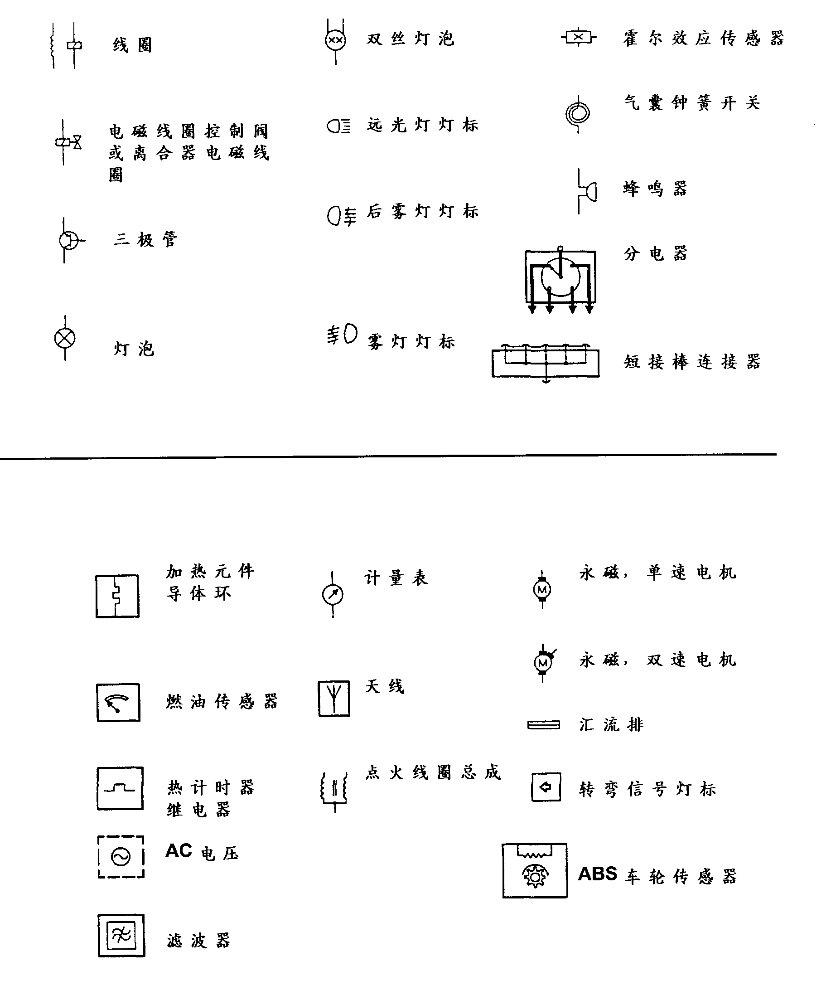 线圈
电磁线圈控制阀
或离合器电磁线
圈
三极管
灯泡
双丝灯泡
远光灯灯标
后雾灯灯标
雾灯灯标
霍尔效应传感器
气囊钟簧开关
蜂鸣器
分电器
短接棒连接器
加热元件
导体环
燃油传感器
热计时器
继电器
AC 电压
滤波器
计量表
天线
点火线圈总成
永磁，单速电机
M
永磁，双速电机
M
汇流排
转弯信号灯标
ABS 车轮传感器